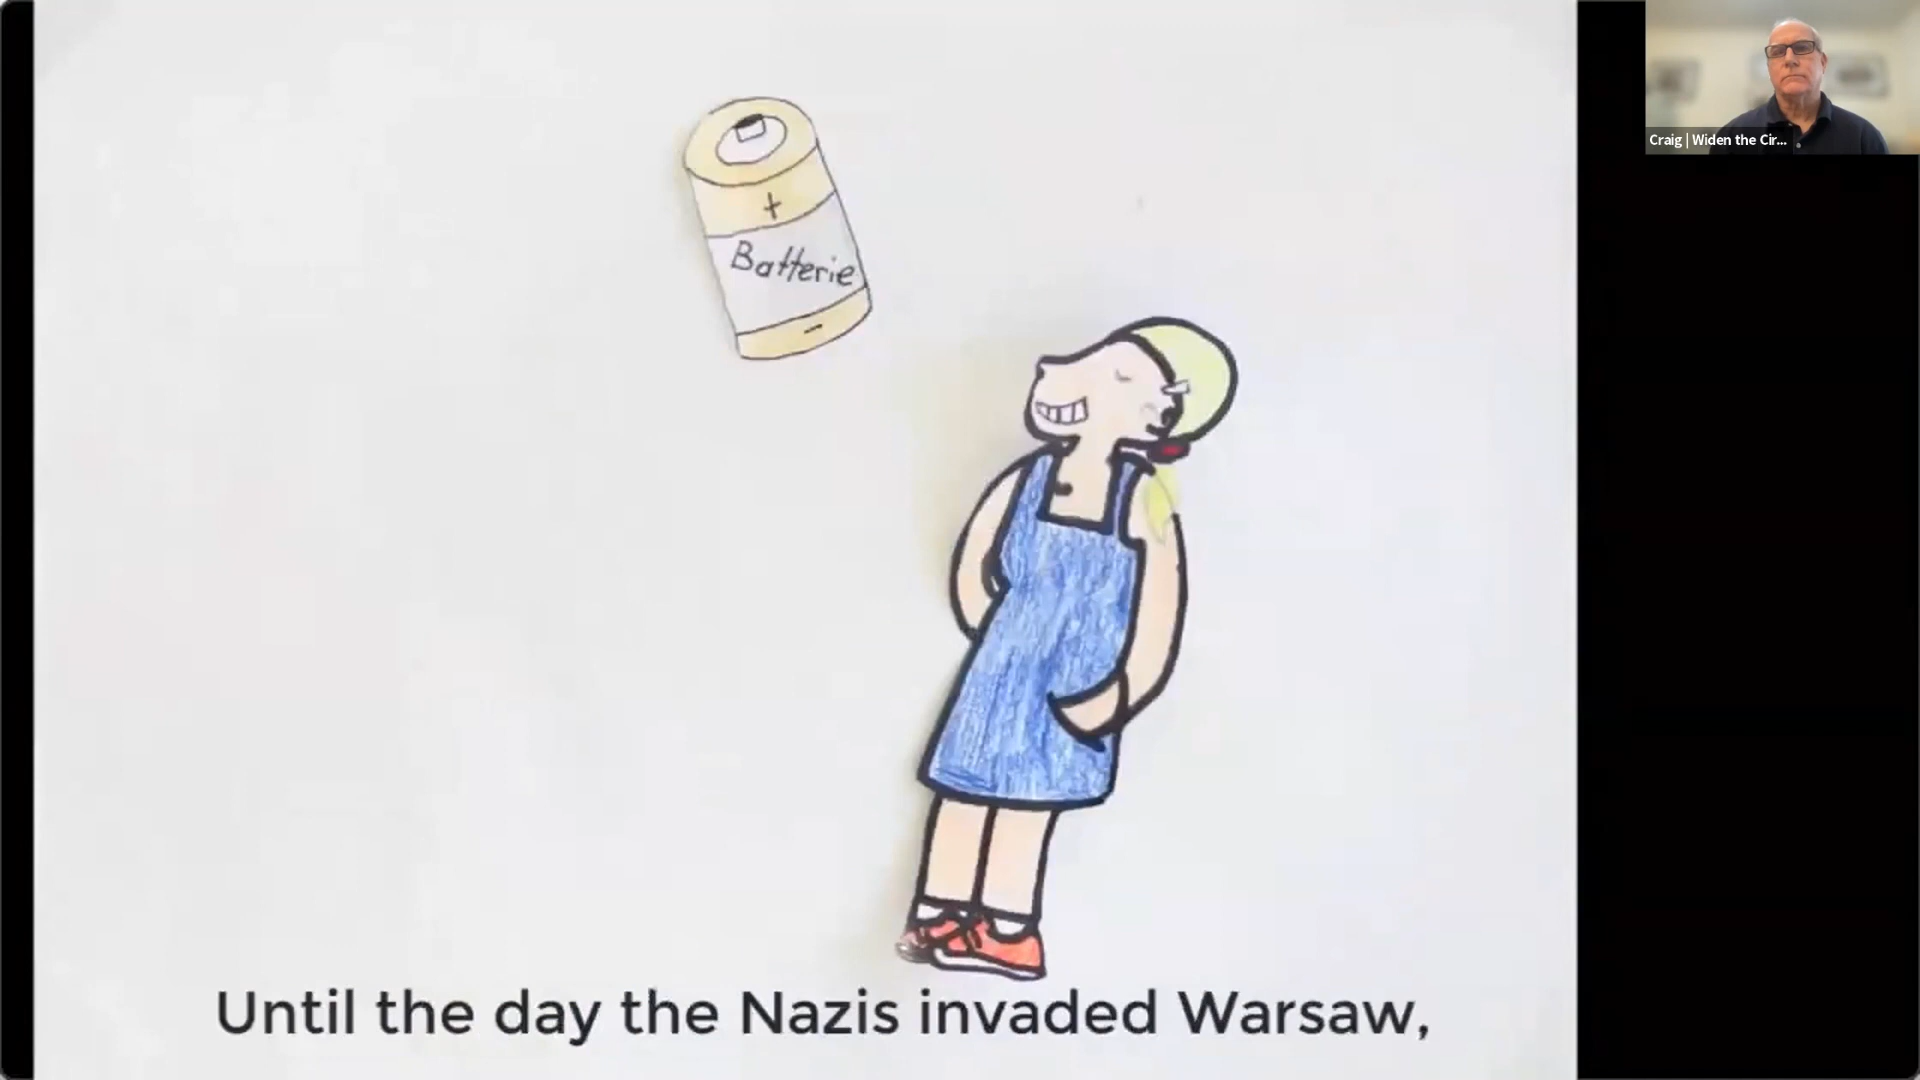 Craig | Widen the Cir...
+
Batterie
-
Until the day the Nazis invaded Warsaw,